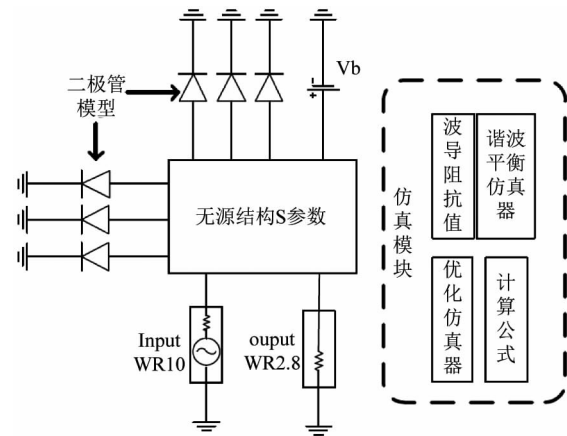 二极管
模型
Vb
无源结构S参数
Input
WR10
ouput
WR2.8
仿真模块
波导阻抗值
谐波
平衡
仿真器
优化仿真器
计算公式